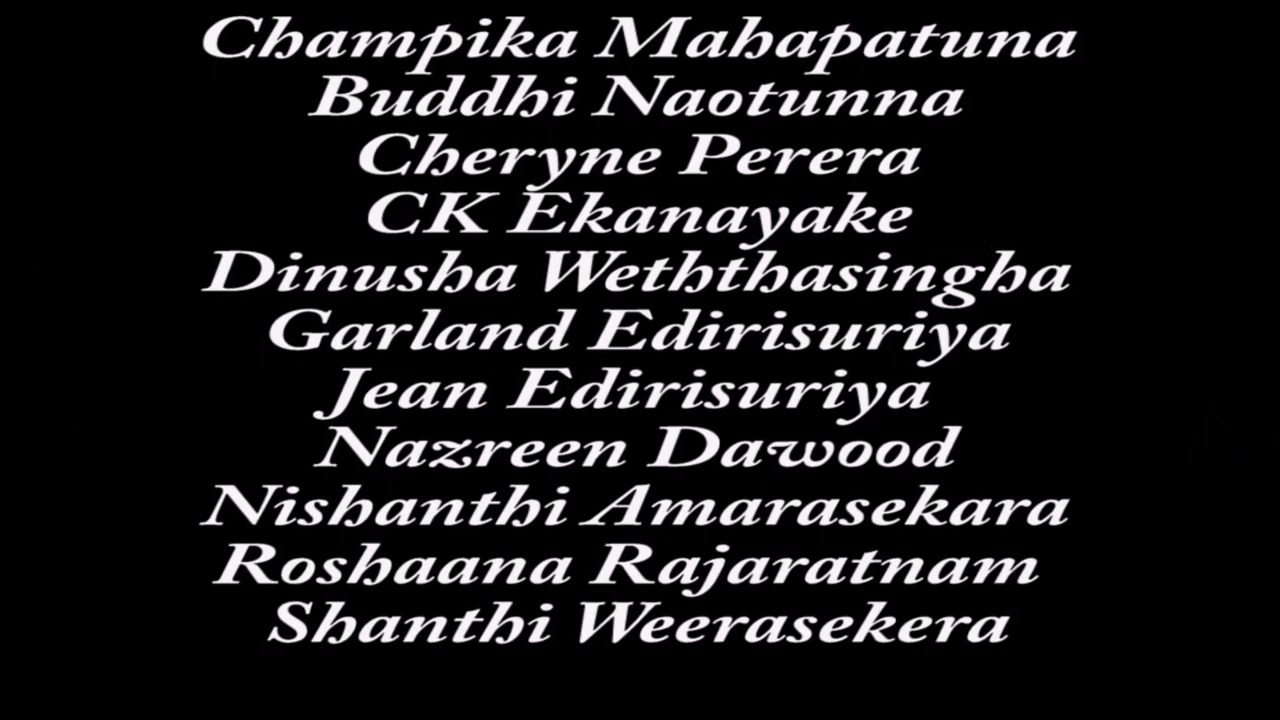 Champika Mahapatuna
Buddhi Naotunna
Cheryne Perera
CK Ekanayake
Dinusha Weththasingha
Garland Edirisuriya
Jean Edirisuriya
Nazreen Dawood
Nishanthi Amarasekara
Roshaana Rajaratnam
Shanthi Weerasekera